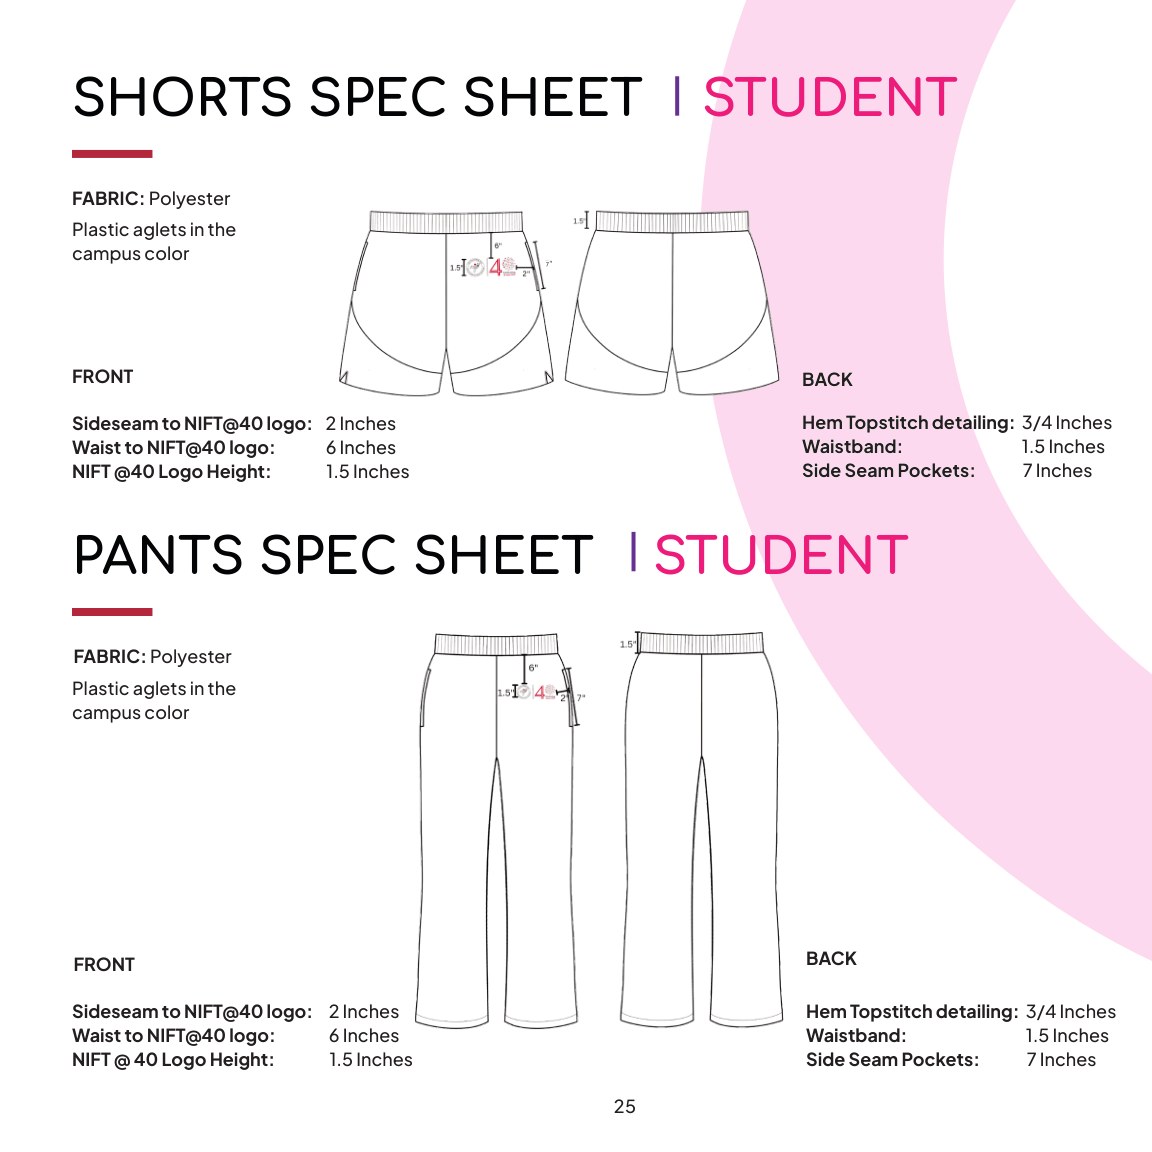 SHORTS SPEC SHEET | STUDENT
FABRIC: Polyester
Plastic aglets in the
campus color
1.5"
6"
1.5"
40
2"
7"
FRONT
Sideseam to NIFT@40 logo: 2 Inches
Waist to NIFT@40 logo: 6 Inches
NIFT @40 Logo Height: 1.5 Inches
BACK
Hem Topstitch detailing: 3/4 Inches
Waistband: 1.5 Inches
Side Seam Pockets: 7 Inches
PANTS SPEC SHEET | STUDENT
FABRIC: Polyester
Plastic aglets in the
campus color
1.5"
6"
1.5"
40
2"
7"
FRONT
Sideseam to NIFT@40 logo: 2 Inches
Waist to NIFT@40 logo: 6 Inches
NIFT @ 40 Logo Height: 1.5 Inches
BACK
Hem Topstitch detailing: 3/4 Inches
Waistband: 1.5 Inches
Side Seam Pockets: 7 Inches
25